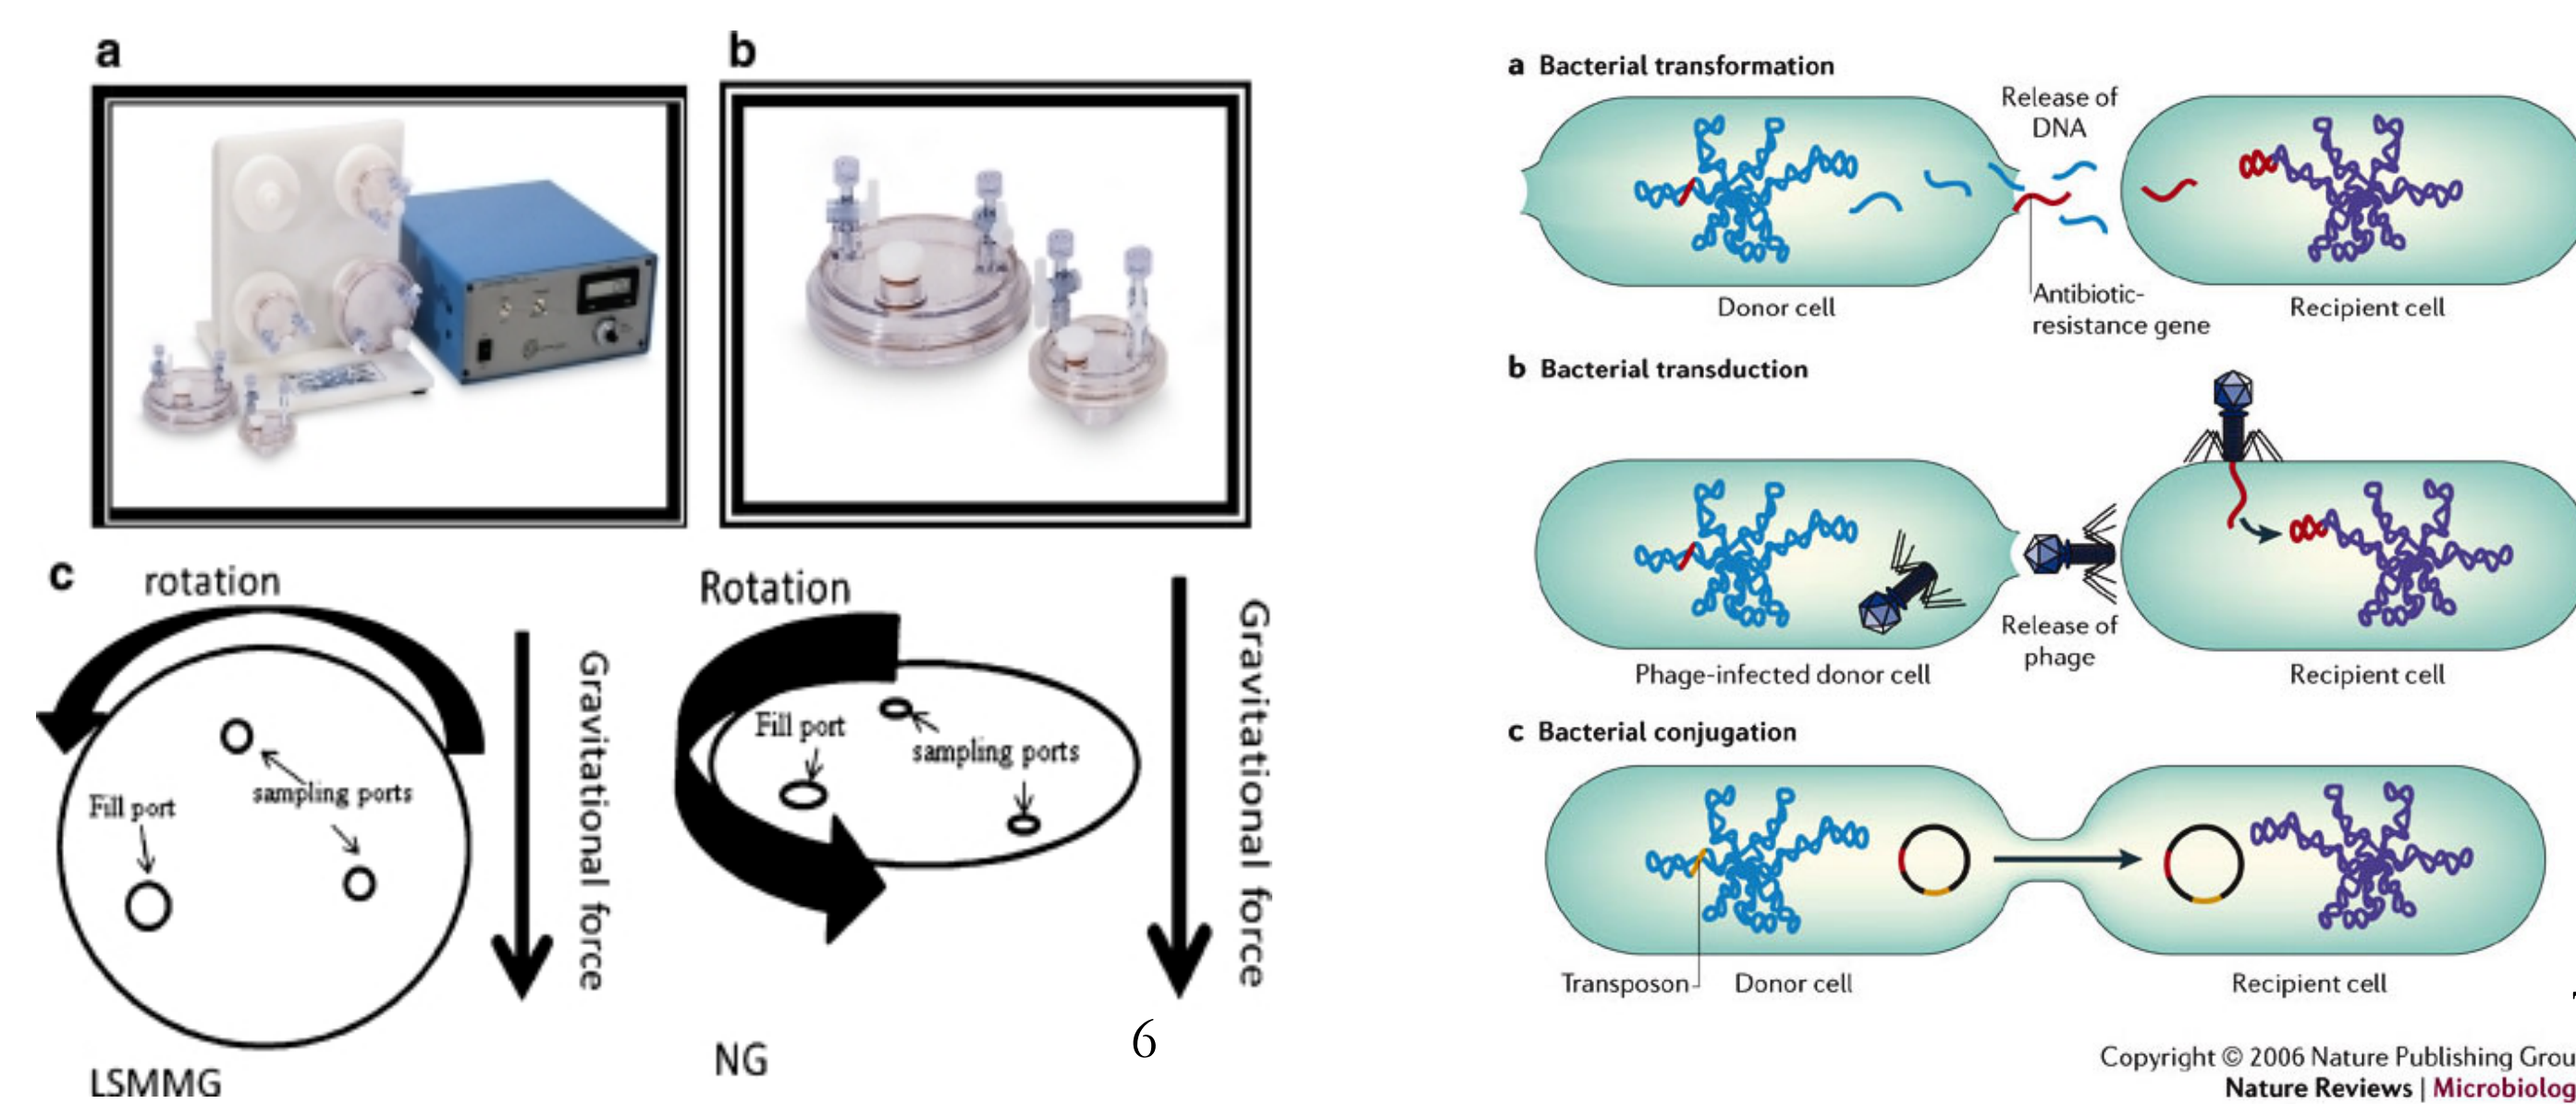 a
b
c
rotation
Fill port
sampling ports
Gravitational force
LSMMG
Rotation
Fill port
sampling ports
Gravitational force
NG
6
a Bacterial transformation
Release of
DNA
Donor cell
Antibiotic-
resistance gene
Recipient cell
b Bacterial transduction
Phage-infected donor cell
Release of
phage
Recipient cell
c Bacterial conjugation
Transposon
Donor cell
Recipient cell
Copyright © 2006 Nature Publishing Grou
Nature Reviews | Microbiolog